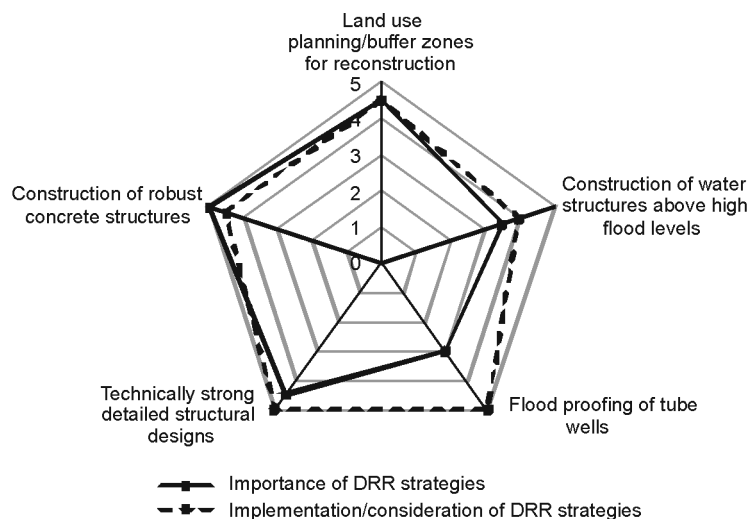 Land use
planning/buffer zones
for reconstruction
5
4
3
2
1
0
Construction of robust
concrete structures
Construction of water
structures above high
flood levels
Technically strong
detailed structural
designs
Flood proofing of tube
wells
Importance of DRR strategies
Implementation/consideration of DRR strategies